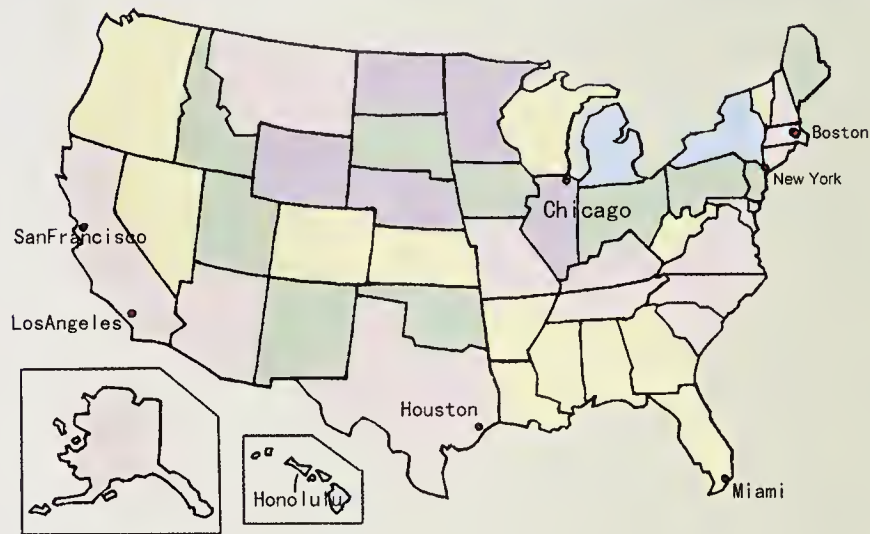 Boston
New York
Chicago
SanFrancisco
LosAngeles
Houston
Honolulu
Miami